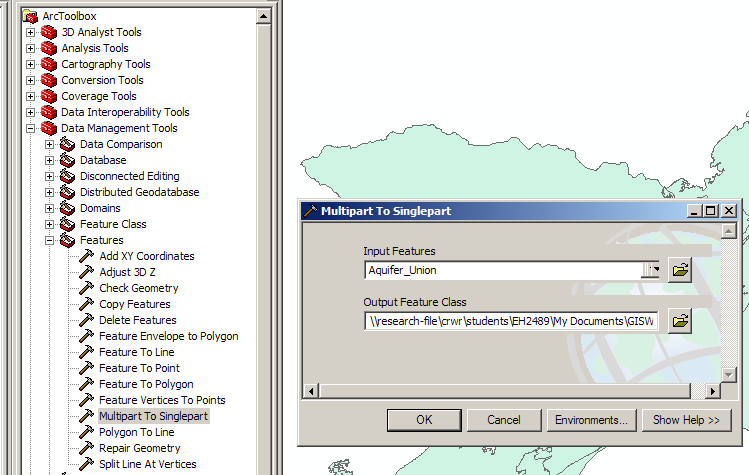 ArcToolbox
3D Analyst Tools
Analysis Tools
Cartography Tools
Conversion Tools
Coverage Tools
Data Interoperability Tools
Data Management Tools
Data Comparison
Database
Disconnected Editing
Distributed Geodatabase
Domains
Feature Class
Features
Add XY Coordinates
Adjust 3D Z
Check Geometry
Copy Features
Delete Features
Feature Envelope to Polygon
Feature To Line
Feature To Point
Feature To Polygon
Feature Vertices To Points
Multipart To Singlepart
Polygon To Line
Repair Geometry
Split Line At Vertices
Multipart To Singlepart
Input Features
Aquifer_Union
Output Feature Class
\\research-file\crwr\students\EH2489\My Documents\GISW
OK
Cancel
Environments...
Show Help >>